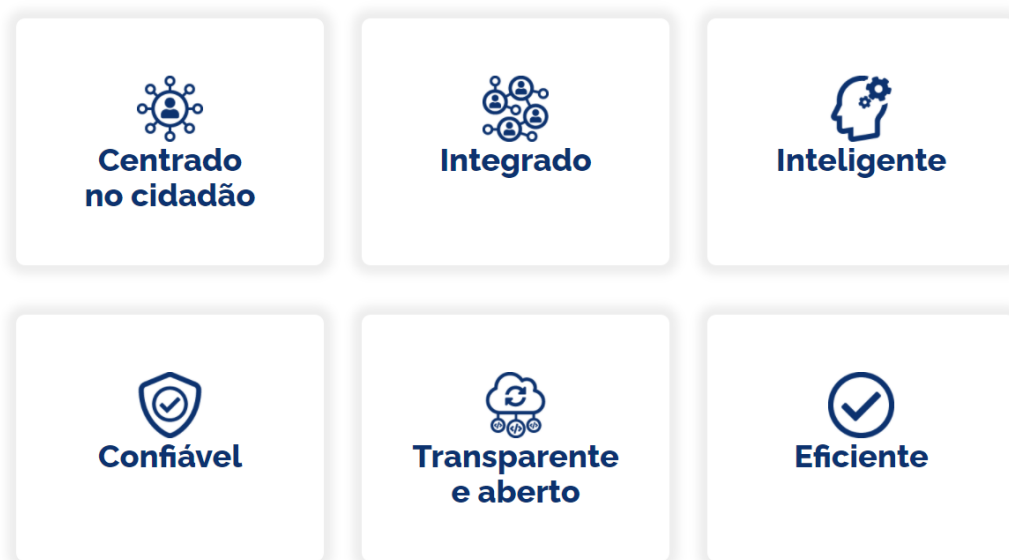 Centrado
no cidadão
Integrado
Inteligente
Confiável
Transparente
e aberto
Eficiente